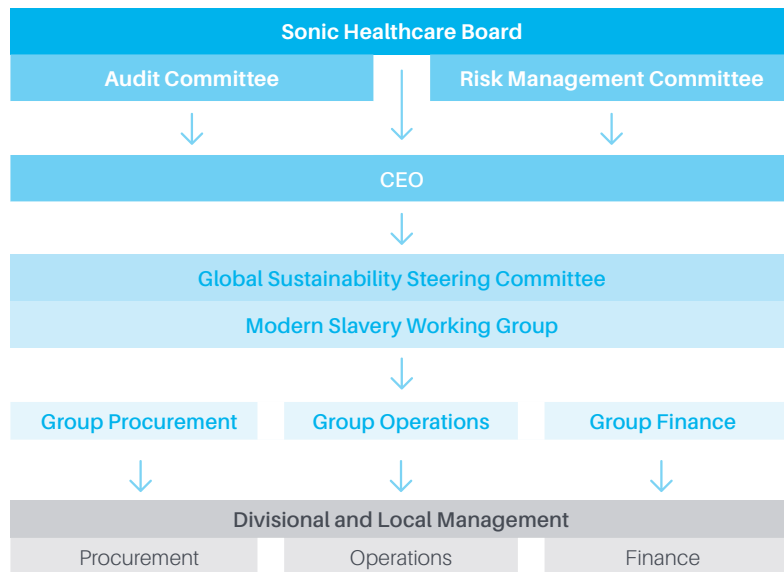 Sonic Healthcare Board
Audit Committee
Risk Management Committee
CEO
Global Sustainability Steering Committee
Modern Slavery Working Group
Group Procurement
Group Operations
Group Finance
Divisional and Local Management
Procurement
Operations
Finance